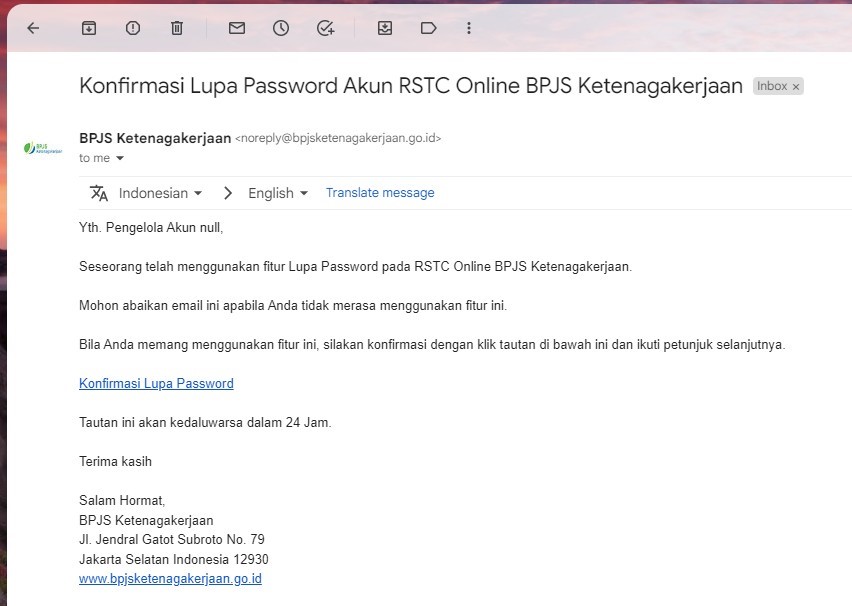 Konfirmasi Lupa Password Akun RSTC Online BPJS Ketenagakerjaan Inbox ×
BPJS Ketenagakerjaan <noreply@bpjsketenagakerjaan.go.id>
to me
Indonesian > English Translate message
Yth. Pengelola Akun null,
Seseorang telah menggunakan fitur Lupa Password pada RSTC Online BPJS Ketenagakerjaan.
Mohon abaikan email ini apabila Anda tidak merasa menggunakan fitur ini.
Bila Anda memang menggunakan fitur ini, silakan konfirmasi dengan klik tautan di bawah ini dan ikuti petunjuk selanjutnya.
Konfirmasi Lupa Password
Tautan ini akan kedaluwarsa dalam 24 Jam.
Terima kasih
Salam Hormat,
BPJS Ketenagakerjaan
Jl. Jendral Gatot Subroto No. 79
Jakarta Selatan Indonesia 12930
www.bpjsketenagakerjaan.go.id